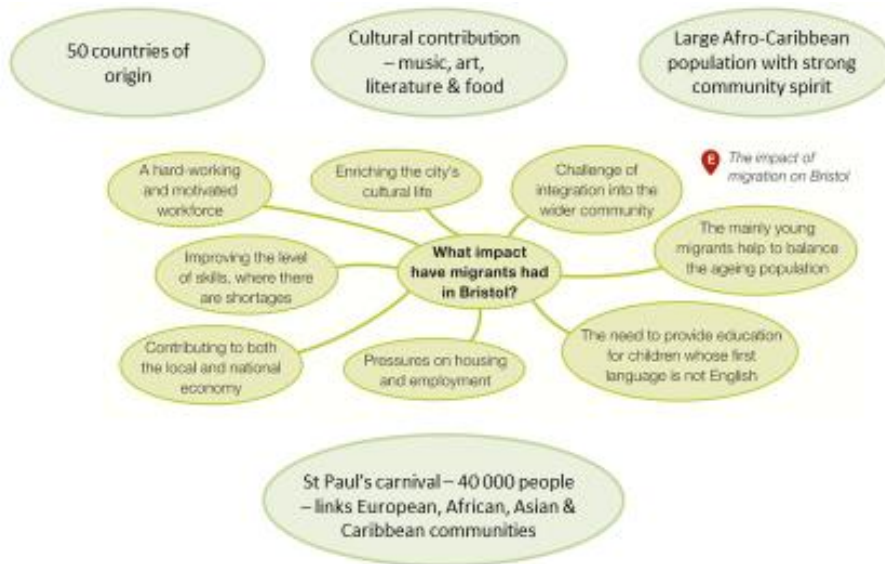 50 countries of
origin
Cultural contribution
– music, art,
literature & food
Large Afro-Caribbean
population with strong
community spirit
A hard-working
and motivated
workforce
Enriching the city's
cultural life
Challenge of
integration into the
wider community
E
The impact of
migration on Bristol
Improving the level
of skills, where there
are shortages
What impact
have migrants had
in Bristol?
The mainly young
migrants help to balance
the ageing population
Contributing to both
the local and national
economy
Pressures on housing
and employment
The need to provide education
for children whose first
language is not English
St Paul's carnival – 40 000 people
– links European, African, Asian &
Caribbean communities